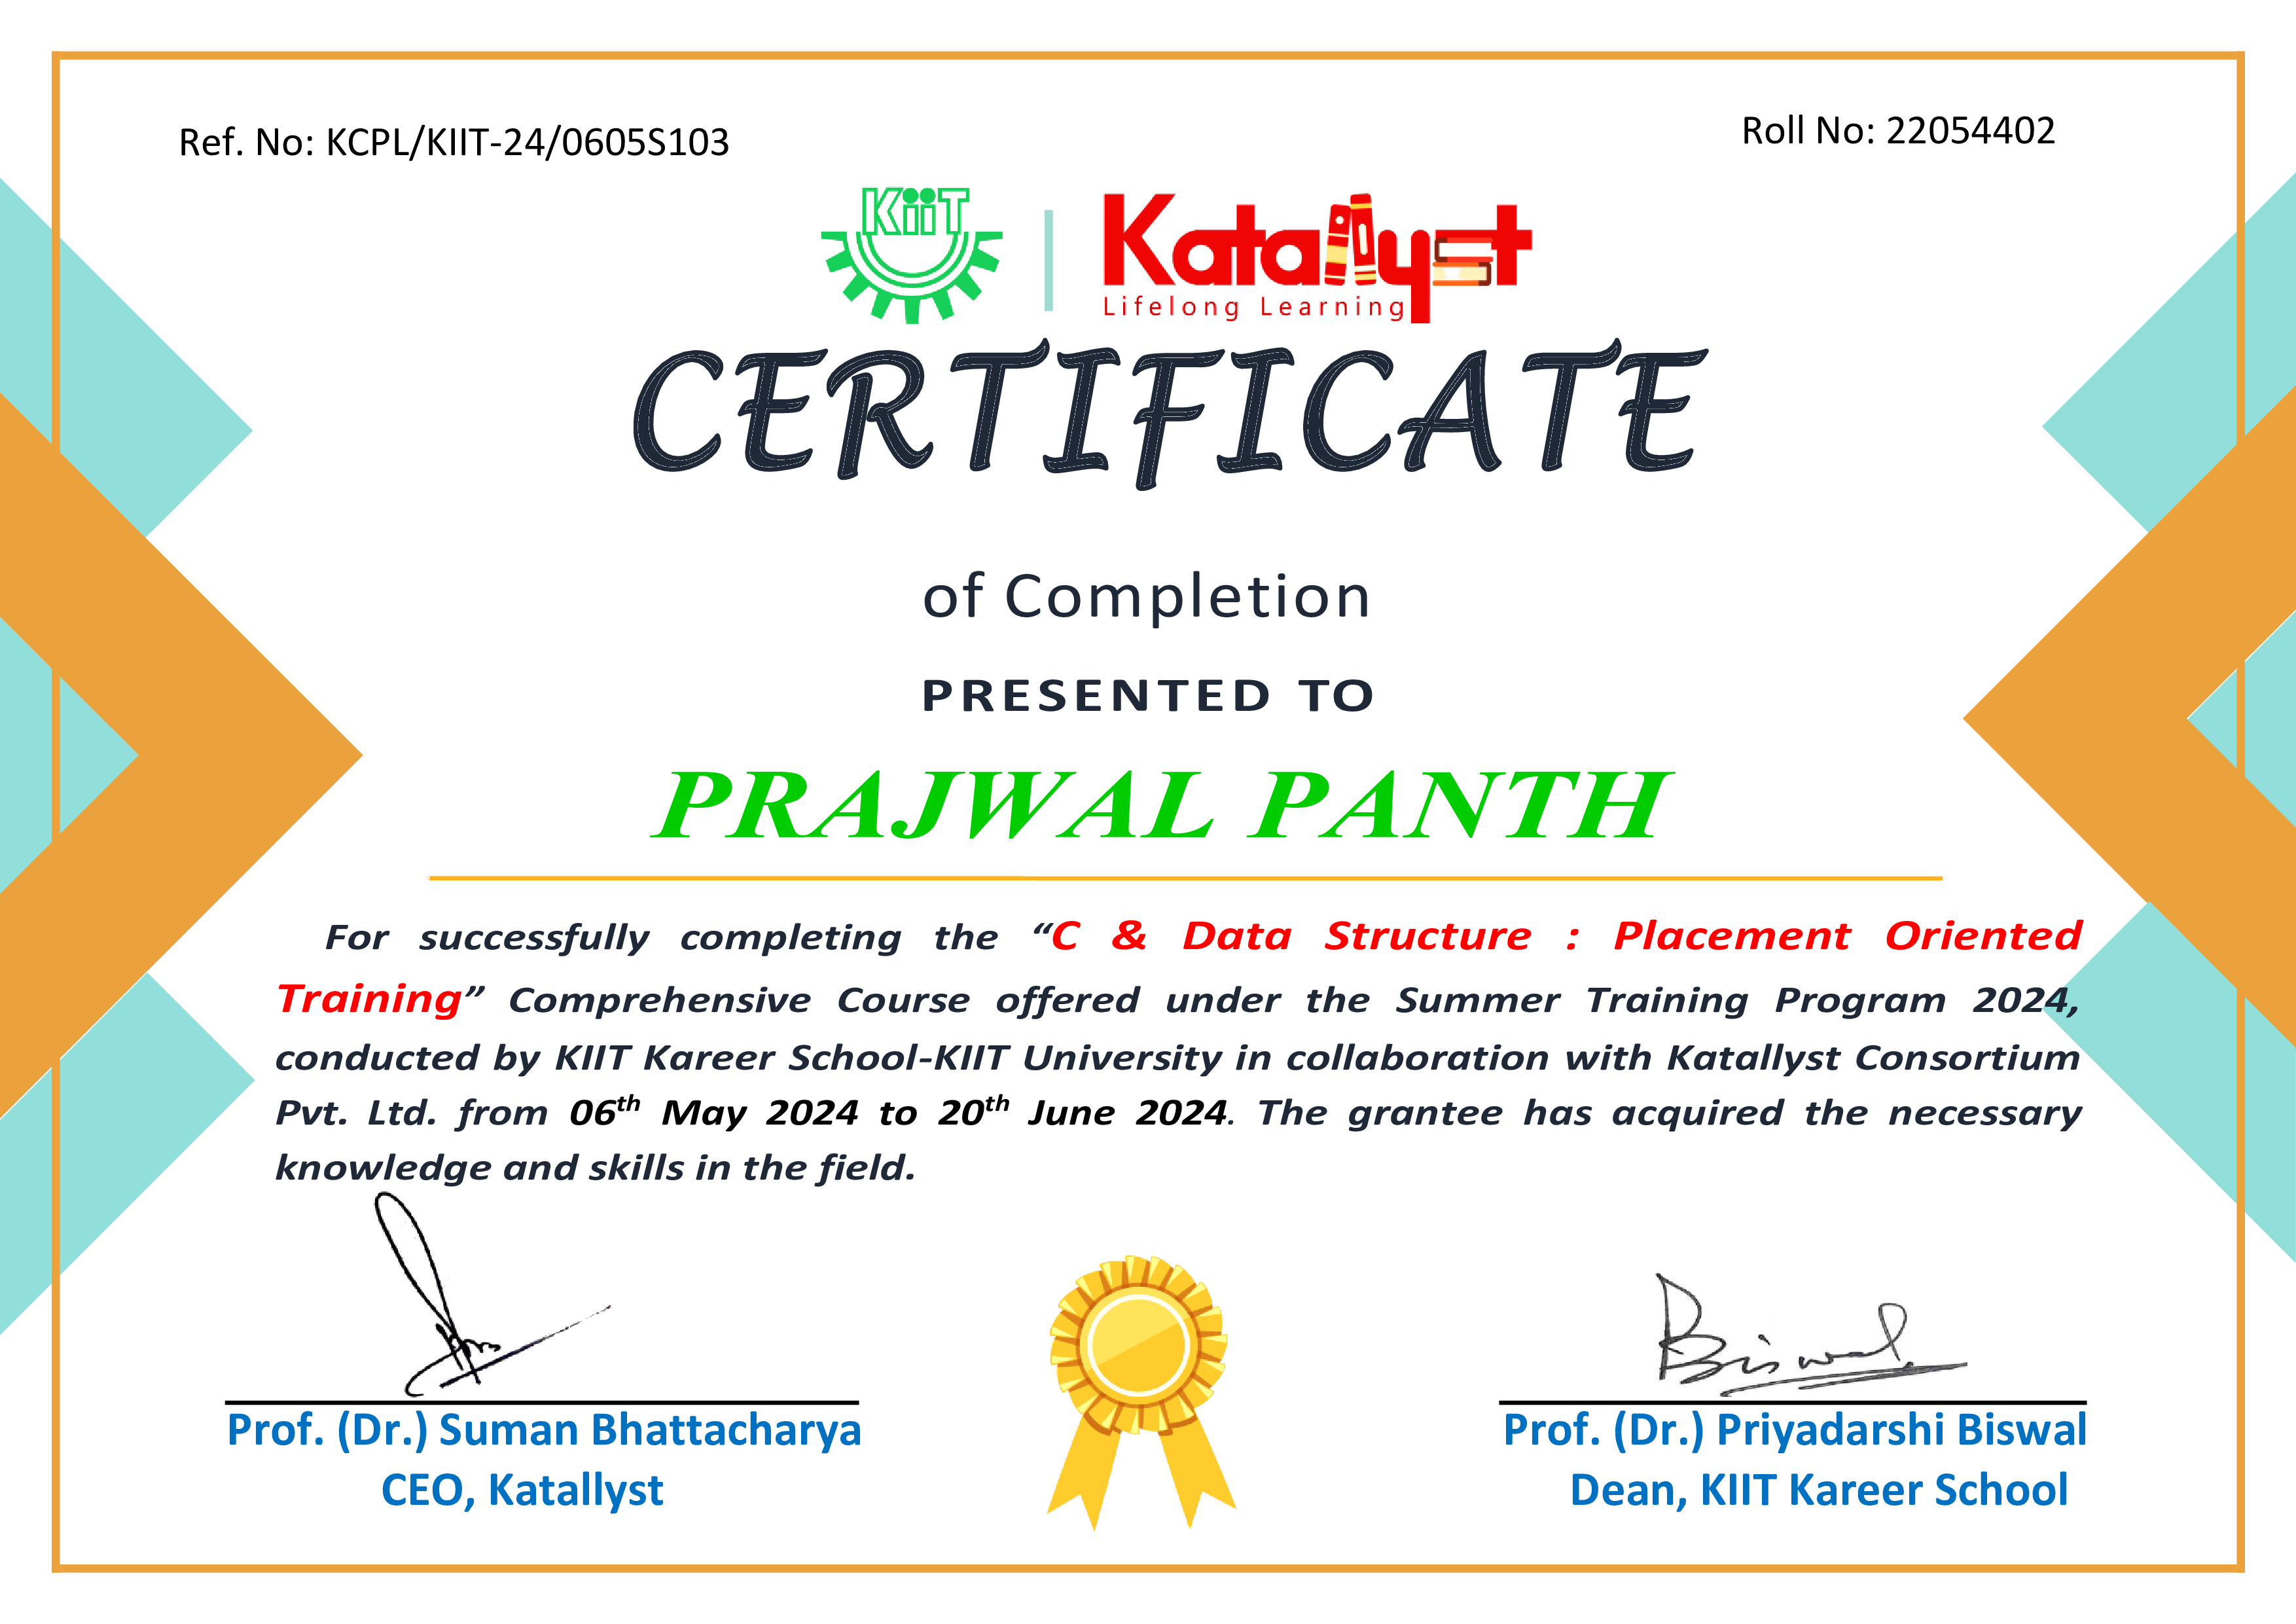 Ref. No: KCPL/KIIT-24/0605S103
Roll No: 22054402
KiiT
Katallyst
Lifelong Learning
CERTIFICATE
of Completion
PRESENTED TO
PRAJWAL PANTH
For successfully completing the “C & Data Structure : Placement Oriented
Training” Comprehensive Course offered under the Summer Training Program 2024,
conducted by KIIT Kareer School-KIIT University in collaboration with Katallyst Consortium
Pvt. Ltd. from 06th May 2024 to 20th June 2024. The grantee has acquired the necessary
knowledge and skills in the field.
Biswal
Prof. (Dr.) Suman Bhattacharya
CEO, Katallyst
Prof. (Dr.) Priyadarshi Biswal
Dean, KIIT Kareer School